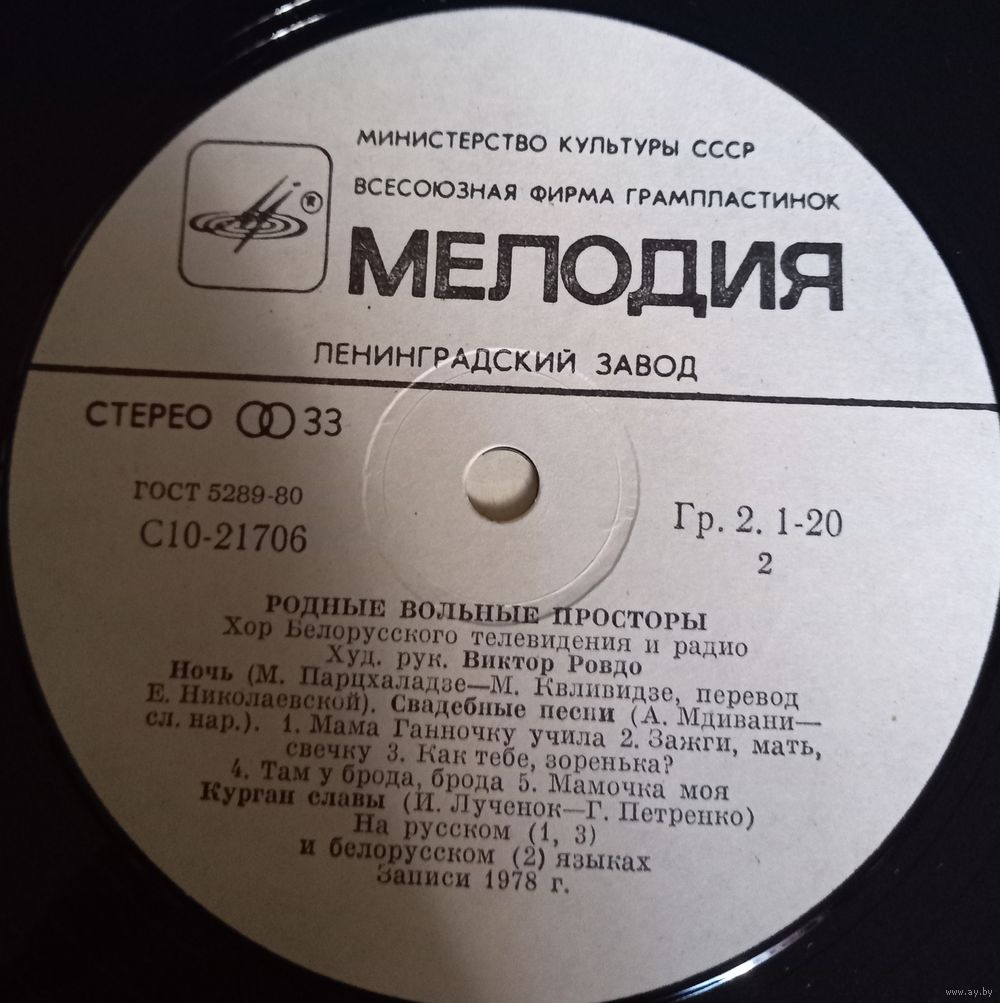 МИНИСТЕРСТВО КУЛЬТУРЫ СССР
ВСЕСОЮЗНАЯ ФИРМА ГРАМПЛАСТИНОК
R
МЕЛОДИЯ
ЛЕНИНГРАДСКИЙ ЗАВОД
СТЕРЕО 33
ГОСТ 5289-80
С10-21706
Гр. 2. 1-20
2
РОДНЫЕ ВОЛЬНЫЕ ПРОСТОРЫ
Хор Белорусского телевидения и радио
Худ. рук. Виктор Ровдо
Ночь (М. Парцхаладзе—М. Квливидзе, перевод
Е. Николаевской). Свадебные песни (А. Мдивани—
сл. нар.). 1. Мама Ганночку учила 2. Зажги, мать,
свечку 3. Как тебе, зоренька?
4. Там у брода, брода 5. Мамочка моя
Курган славы (И. Лученок—Г. Петренко)
На русском (1, 3)
и белорусском (2) языках
Записи 1978 г.
www.ay.by